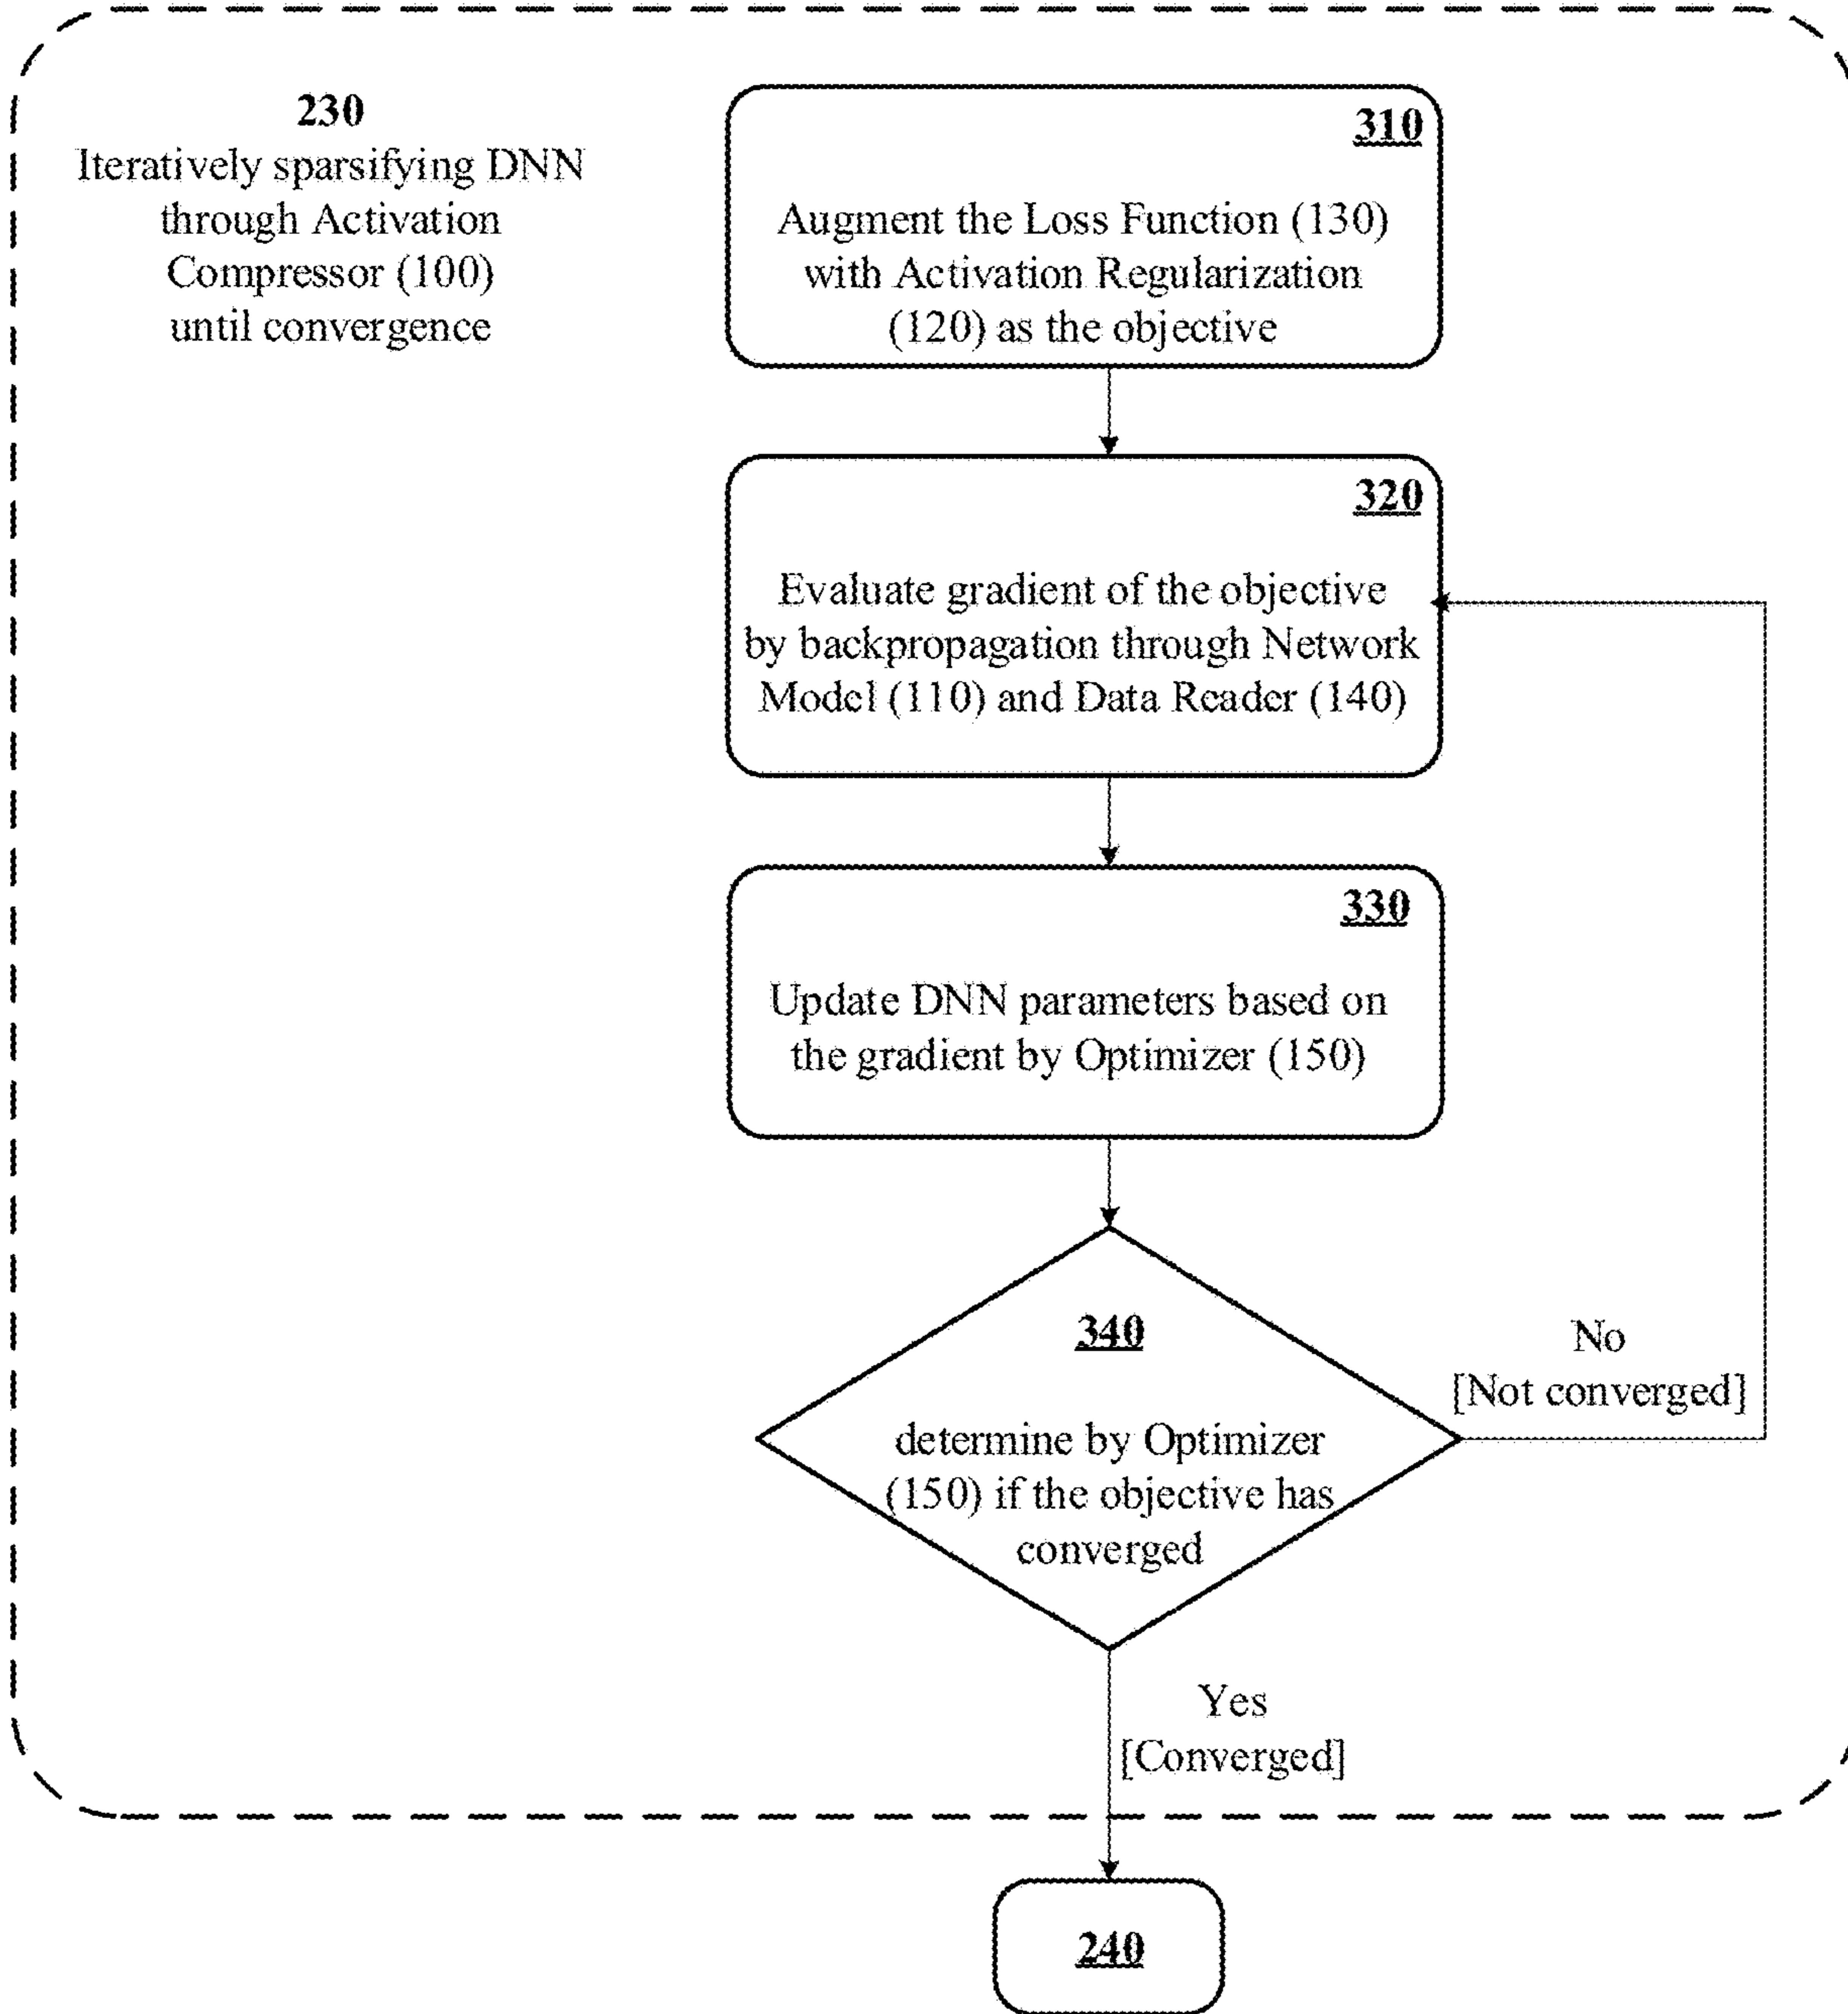 230
Iteratively sparsifying DNN
through Activation
Compressor (100)
until convergence
310
Augment the Loss Function (130)
with Activation Regularization
(120) as the objective
320
Evaluate gradient of the objective
by backpropagation through Network
Model (110) and Data Reader (140)
330
Update DNN parameters based on
the gradient by Optimizer (150)
340
determine by Optimizer
(150) if the objective has
converged
No
[Not converged]
Yes
[Converged]
240